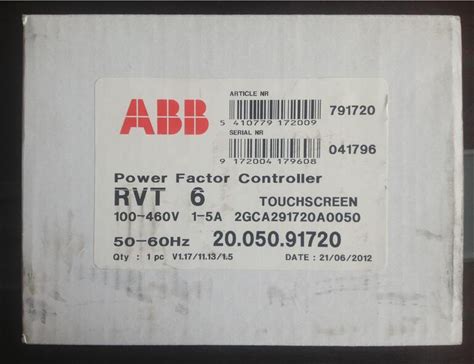 ARTICLE NR
ABB
791720
5 410779 172009
SERIAL NR
041796
9 172004 179608
Power Factor Controller
RVT 6 TOUCHSCREEN
100-460V 1-5A 2GCA291720A0050
50-60Hz 20.050.91720
Qty : 1 pc V1.17/11.13/1.5 DATE : 21/06/2012